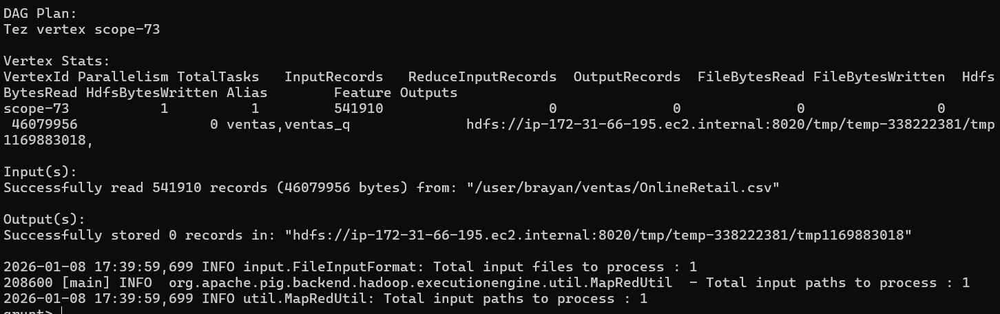 DAG Plan:
Tez vertex scope-73
Vertex Stats:
VertexId Parallelism TotalTasks   InputRecords   ReduceInputRecords  OutputRecords  FileBytesRead FileBytesWritten  Hdfs
BytesRead HdfsBytesWritten Alias        Feature Outputs
scope-73           1          1         541910                    0              0              0                0
 46079956                0 ventas,ventas_q              hdfs://ip-172-31-66-195.ec2.internal:8020/tmp/temp-338222381/tmp
1169883018,
Input(s):
Successfully read 541910 records (46079956 bytes) from: "/user/brayan/ventas/OnlineRetail.csv"
Output(s):
Successfully stored 0 records in: "hdfs://ip-172-31-66-195.ec2.internal:8020/tmp/temp-338222381/tmp1169883018"
2026-01-08 17:39:59,699 INFO input.FileInputFormat: Total input files to process : 1
208600 [main] INFO  org.apache.pig.backend.hadoop.executionengine.util.MapRedUtil  - Total input paths to process : 1
2026-01-08 17:39:59,699 INFO util.MapRedUtil: Total input paths to process : 1
grunt>